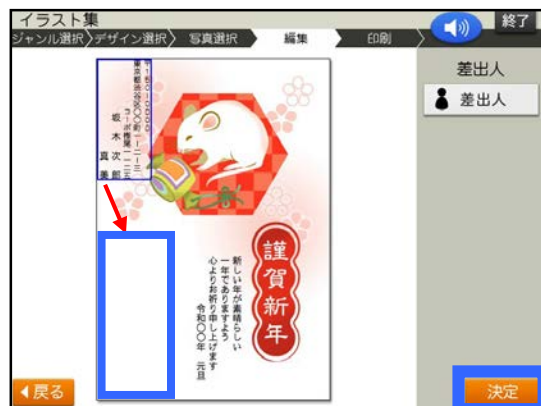 イラスト集
終了
ジャンル選択〉デザイン選択〉 写真選択 編集 印刷
差出人
差出人
坂木 次郎
真美
謹賀新年
新しい年が素晴らしい
一年でありますよう
心よりお祈り申し上げます
令和〇〇年 元旦
戻る
決定